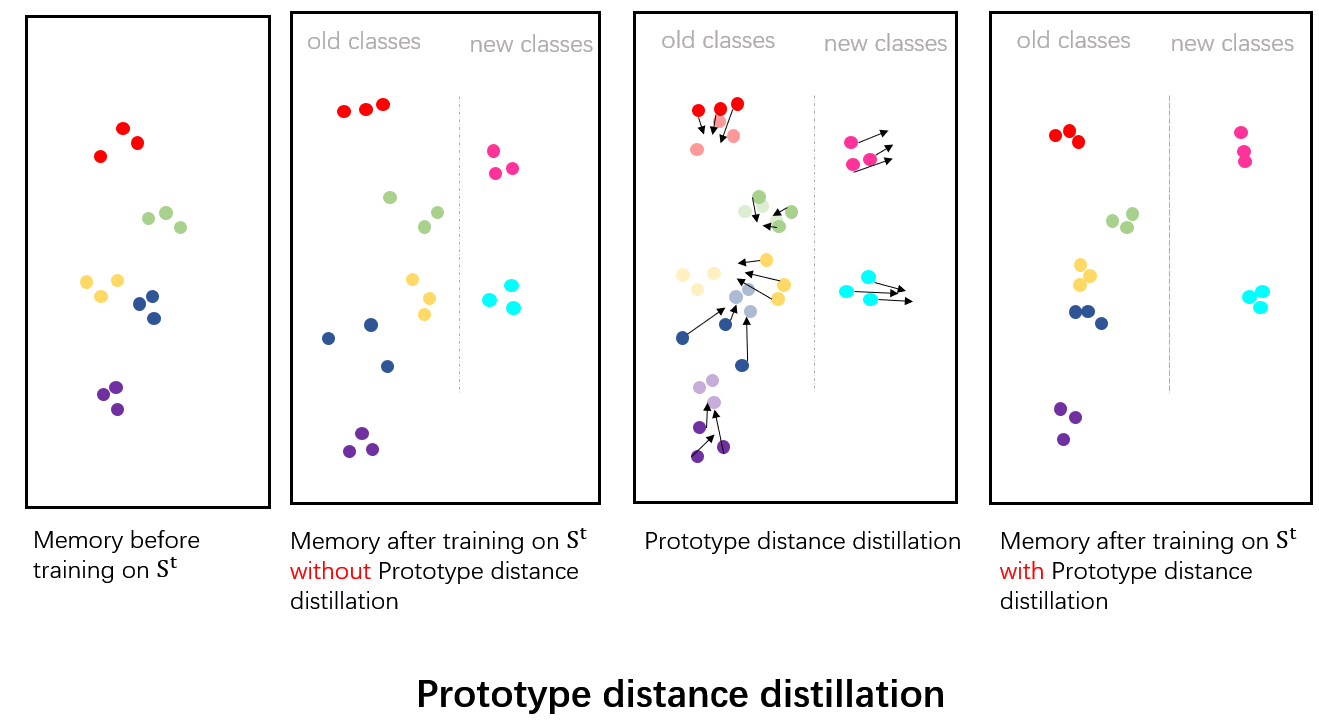 old classes new classes
old classes new classes
old classes new classes
Memory before
training on Sᵗ
Memory after training on Sᵗ
without Prototype distance
distillation
Prototype distance distillation
Memory after training on Sᵗ
with Prototype distance
distillation
Prototype distance distillation